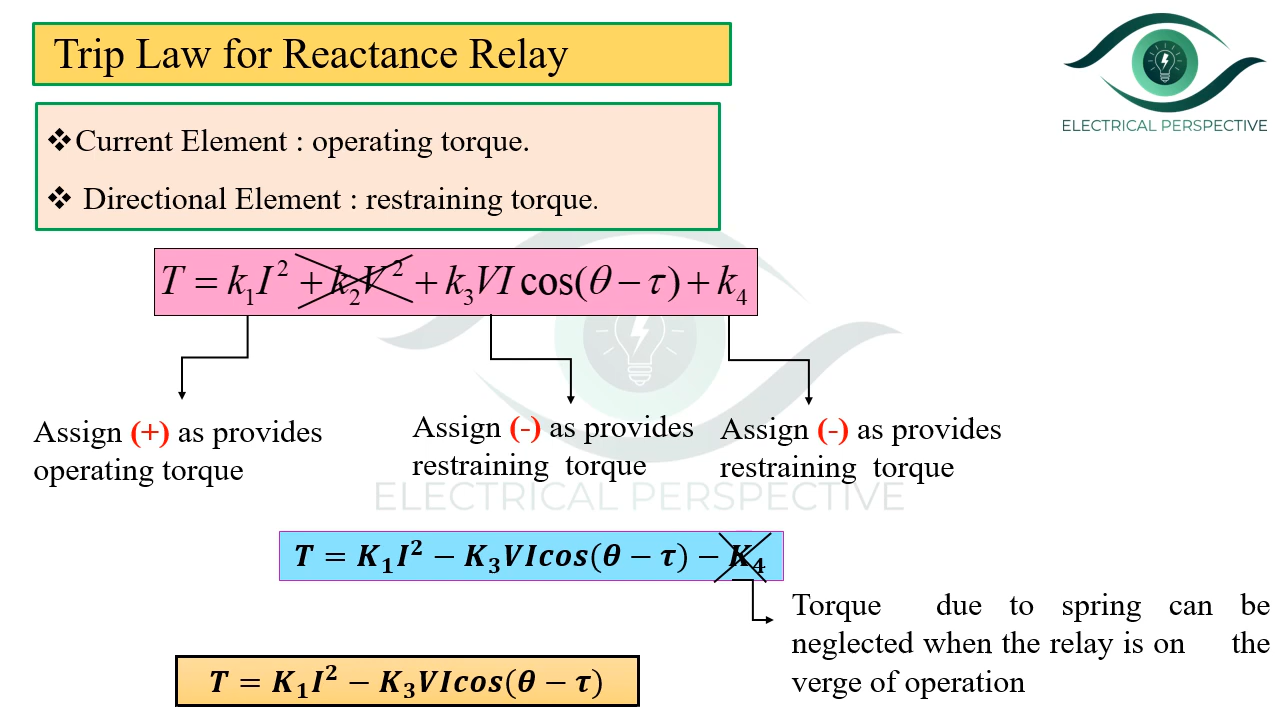 Trip Law for Reactance Relay
ELECTRICAL PERSPECTIVE
❖Current Element : operating torque.
❖ Directional Element : restraining torque.
T = k₁I² + k₂V² + k₃VI cos(θ − τ) + k₄
Assign (+) as provides
operating torque
Assign (-) as provides
restraining torque
Assign (-) as provides
restraining torque
ELECTRICAL PERSPECTIVE
T = K₁I² − K₃VIcos(θ − τ) − K₄
Torque due to spring can be
neglected when the relay is on the
verge of operation
T = K₁I² − K₃VIcos(θ − τ)